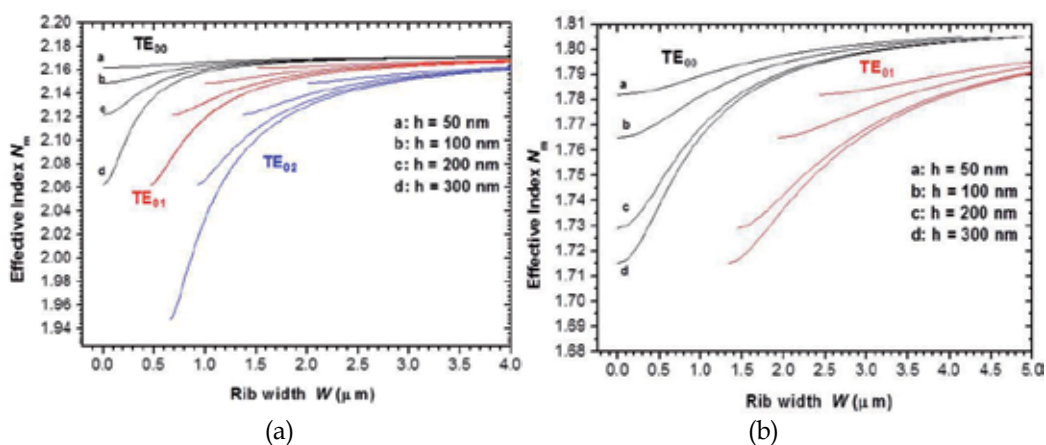 2.20
2.18
2.16
2.14
2.12
2.10
2.08
2.06
2.04
2.02
2.00
1.98
1.96
1.94
Effective Index Nm
TE00
a
b
c
d
TE01
TE02
a: h = 50 nm
b: h = 100 nm
c: h = 200 nm
d: h = 300 nm
0.0 0.5 1.0 1.5 2.0 2.5 3.0 3.5 4.0
Rib width W (μm)
(a)
1.81
1.80
1.79
1.78
1.77
1.76
1.75
1.74
1.73
1.72
1.71
1.70
1.69
1.68
Effective Index Nm
TE00
TE01
a
b
c
d
a: h = 50 nm
b: h = 100 nm
c: h = 200 nm
d: h = 300 nm
0.0 0.5 1.0 1.5 2.0 2.5 3.0 3.5 4.0 4.5 5.0
Rib width W (μm)
(b)